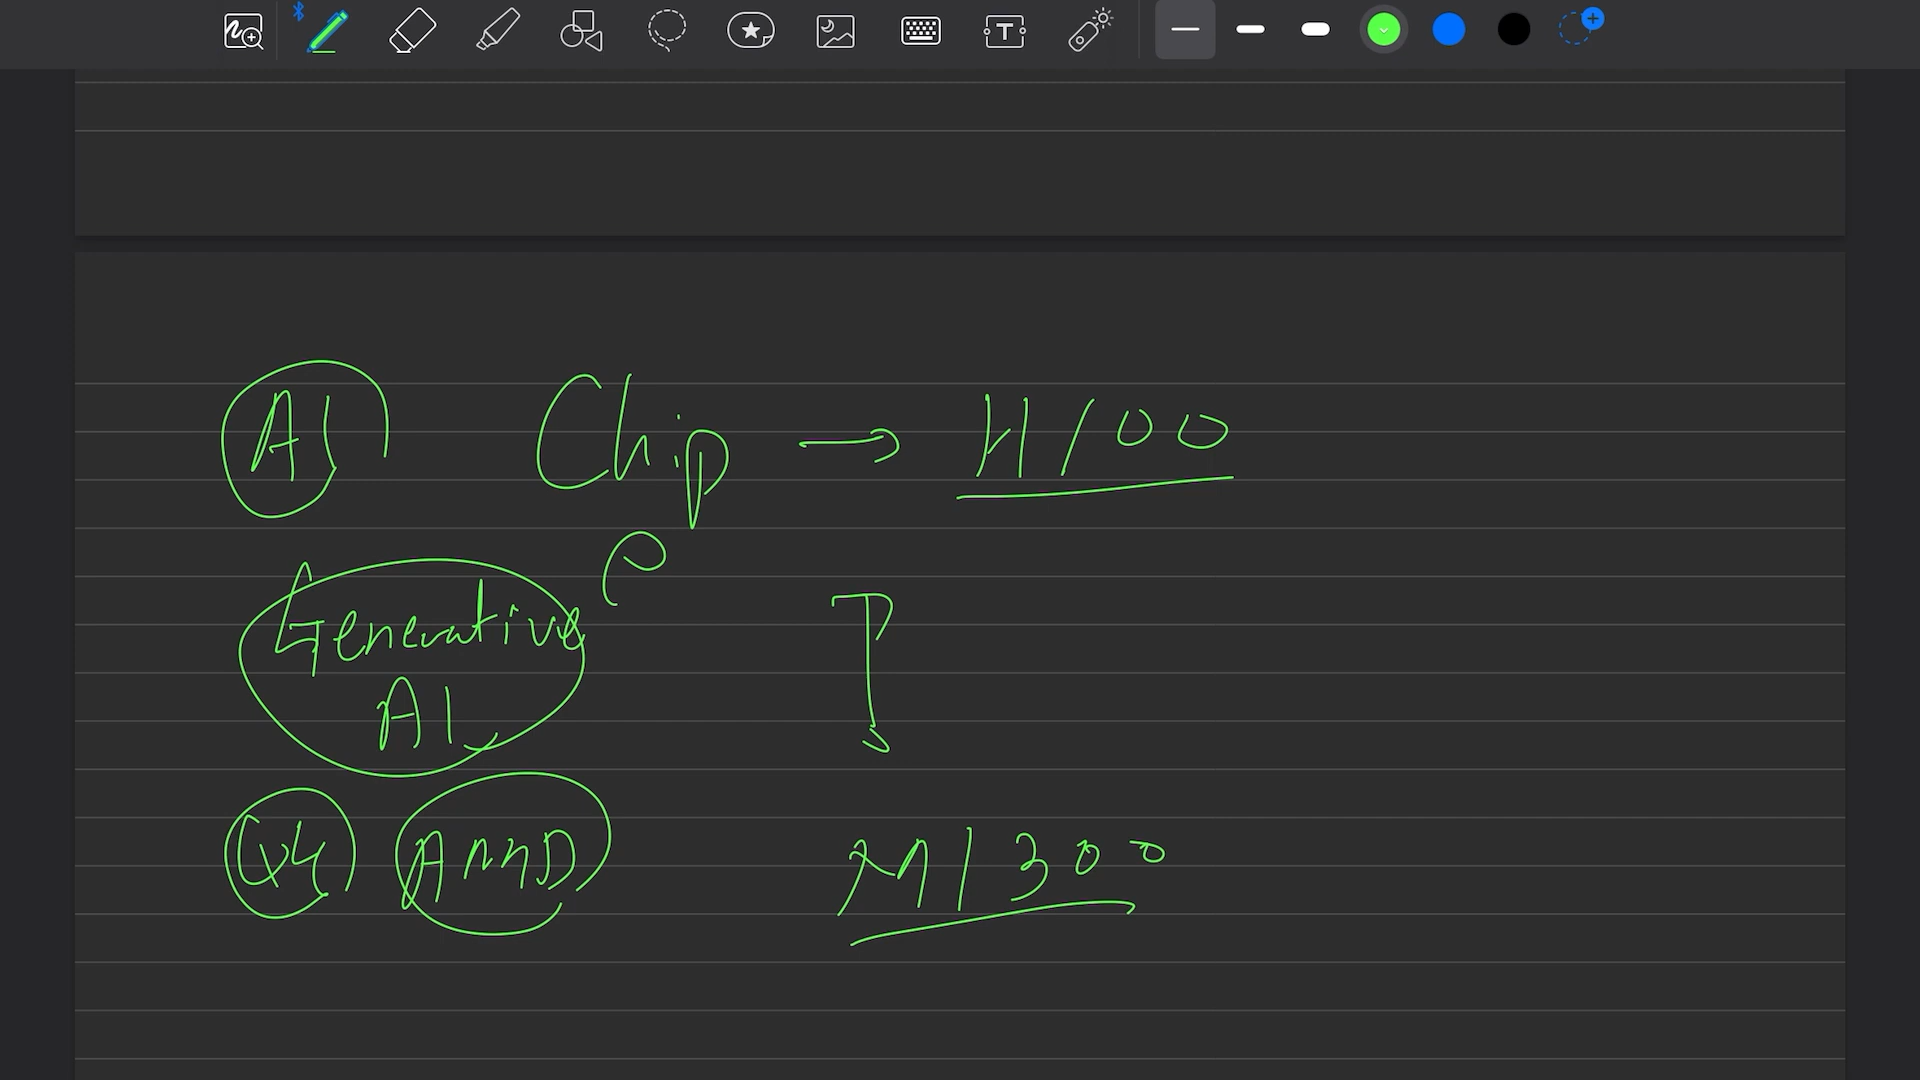 AI Chip → H100
Generative
AI
Q4 AMD MI300